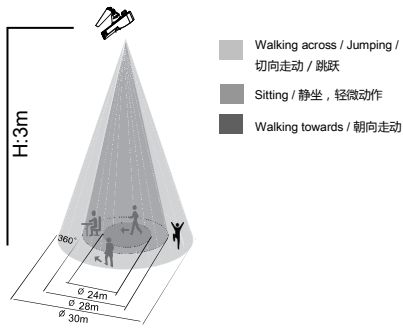 Walking across / Jumping /
切向走动 / 跳跃
Sitting / 静坐，轻微动作
Walking towards / 朝向走动
H:3m
360°
Ø 24m
Ø 28m
Ø 30m